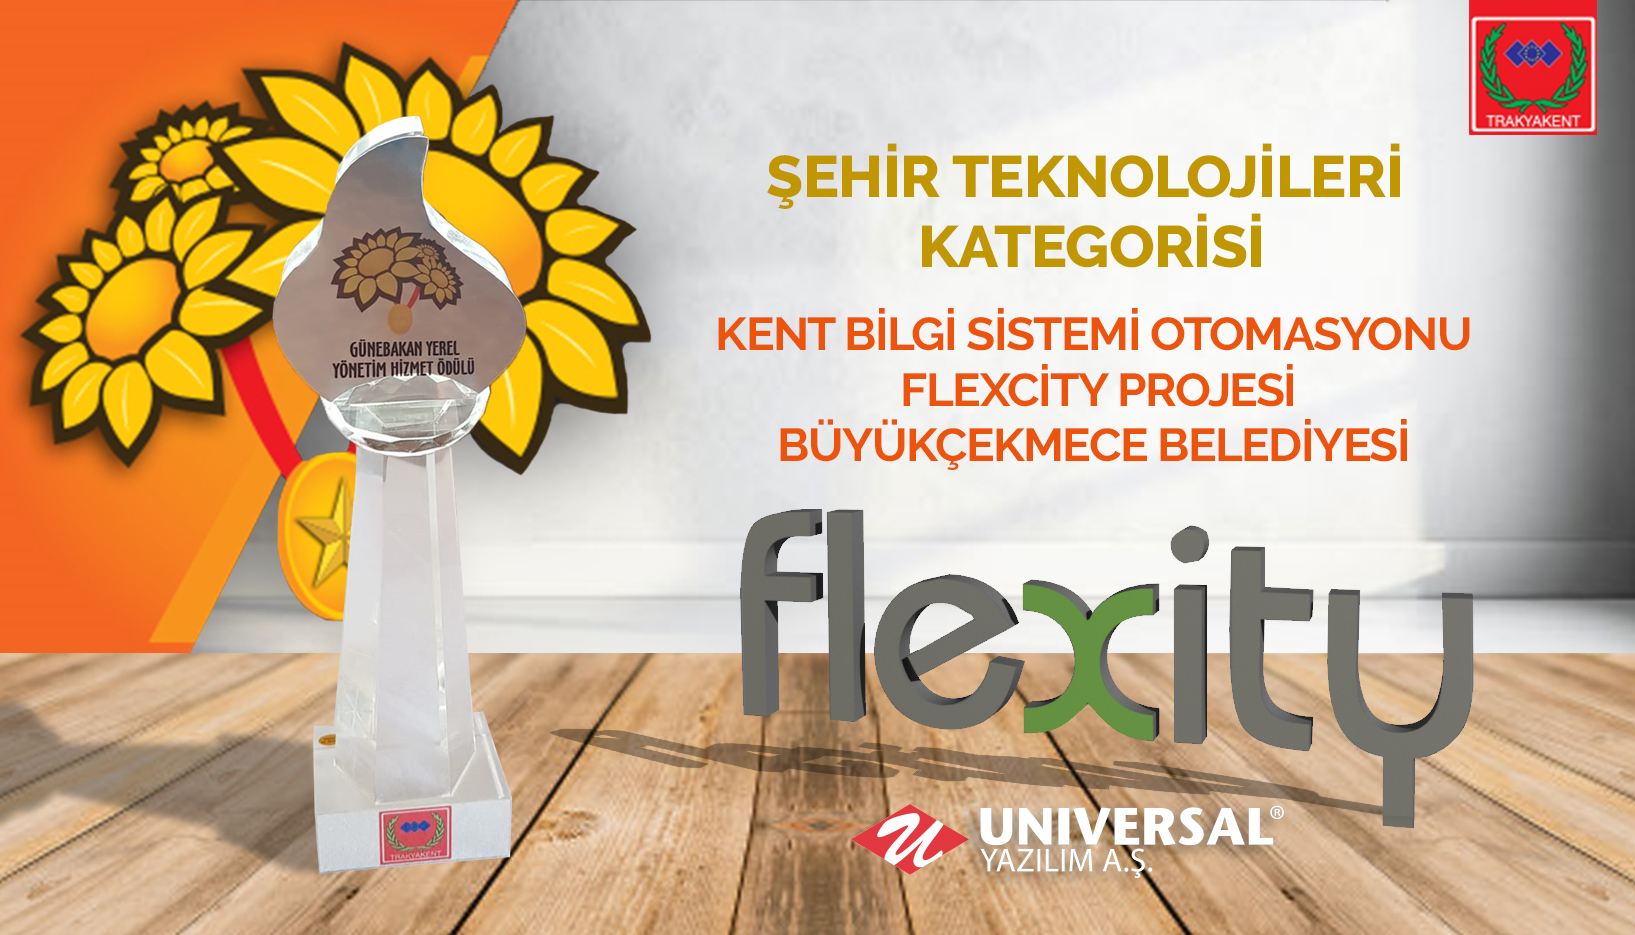 TRAKYAKENT
ŞEHİR TEKNOLOJİLERİ
KATEGORİSİ
KENT BİLGİ SİSTEMİ OTOMASYONU
FLEXCİTY PROJESİ
BÜYÜKÇEKMECE BELEDİYESİ
GÜNEBAKAN YEREL
YÖNETİM HİZMET ÖDÜLÜ
flexity
UNIVERSAL®
YAZILIM A.Ş.
TRAKYAKENT